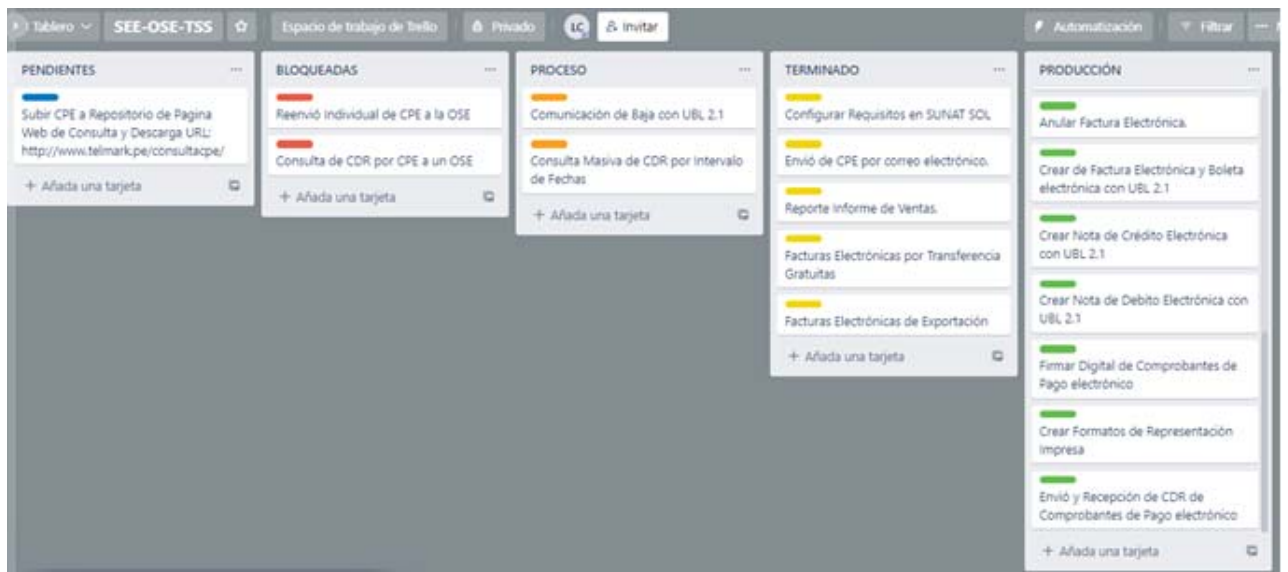 Tablero
SEE-OSE-TSS
Espacio de trabajo de Trello
Privado
LC
Invitar
Automatización
Filtrar
PENDIENTES
Subir CPE a Repositorio de Pagina
Web de Consulta y Descarga URL:
http://www.telmark.pe/consultacpe/
+ Añada una tarjeta
BLOQUEADAS
Reenvió Individual de CPE a la OSE
Consulta de CDR por CPE a un OSE
+ Añada una tarjeta
PROCESO
Comunicación de Baja con UBL 2.1
Consulta Masiva de CDR por Intervalo
de Fechas
+ Añada una tarjeta
TERMINADO
Configurar Requisitos en SUNAT SOL
Envió de CPE por correo electrónico.
Reporte Informe de Ventas.
Facturas Electrónicas por Transferencia
Gratuitas
Facturas Electrónicas de Exportación
+ Añada una tarjeta
PRODUCCIÓN
Anular Factura Electrónica.
Crear de Factura Electrónica y Boleta
electrónica con UBL 2.1
Crear Nota de Crédito Electrónica
con UBL 2.1
Crear Nota de Debito Electrónica con
UBL 2.1
Firmar Digital de Comprobantes de
Pago electrónico
Crear Formatos de Representación
Impresa
Envió y Recepción de CDR de
Comprobantes de Pago electrónico
+ Añada una tarjeta